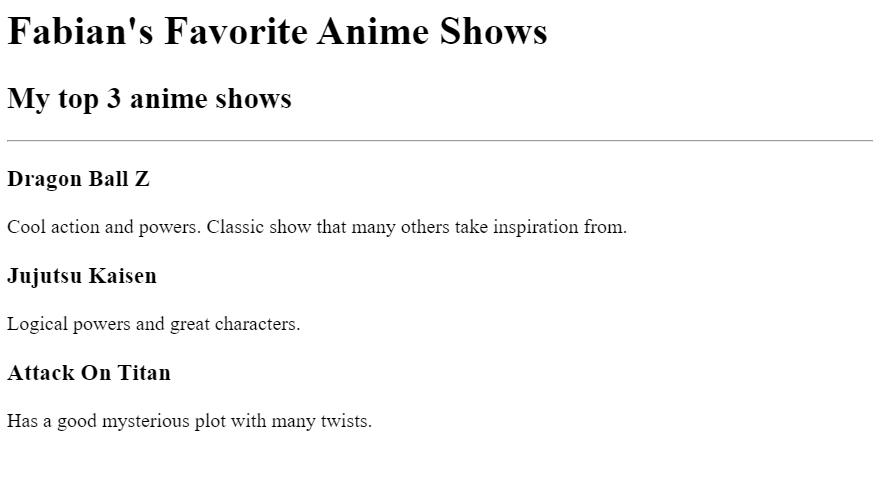 Fabian's Favorite Anime Shows
My top 3 anime shows
Dragon Ball Z
Cool action and powers. Classic show that many others take inspiration from.
Jujutsu Kaisen
Logical powers and great characters.
Attack On Titan
Has a good mysterious plot with many twists.